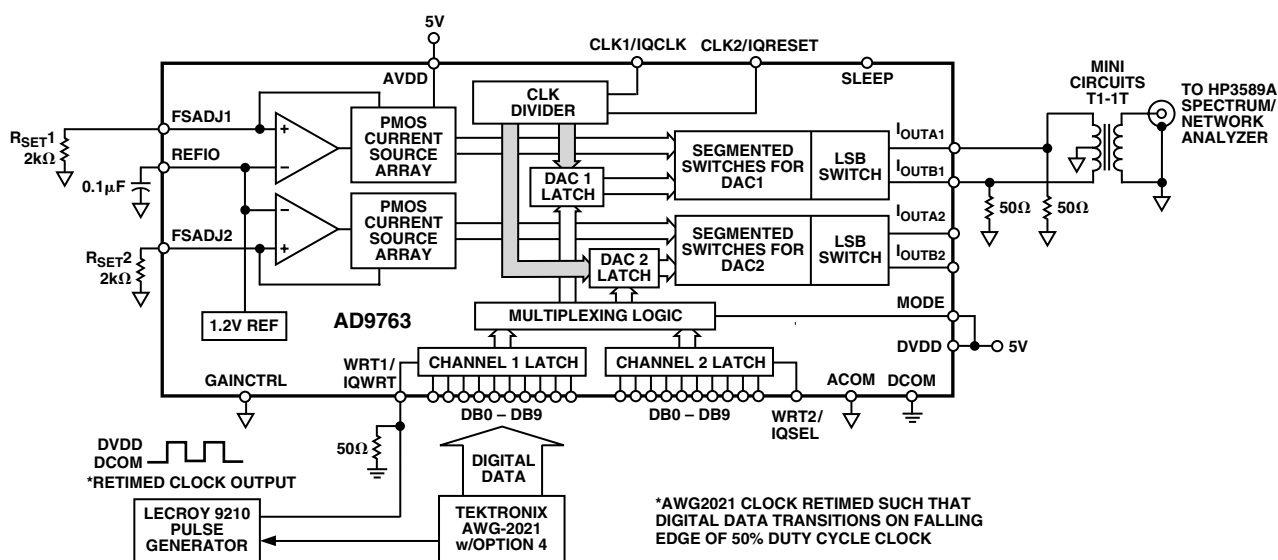 5V
CLK1/IQCLK
CLK2/IQRESET
AVDD
SLEEP
MINI
CIRCUITS
T1-1T
TO HP3589A
SPECTRUM/
NETWORK
ANALYZER
CLK
DIVIDER
FSADJ1
RSET1
2kΩ
REFIO
0.1µF
+
–
PMOS
CURRENT
SOURCE
ARRAY
DAC 1
LATCH
SEGMENTED
SWITCHES FOR
DAC1
LSB
SWITCH
IOUTA1
IOUTB1
50Ω
50Ω
FSADJ2
RSET2
2kΩ
–
+
PMOS
CURRENT
SOURCE
ARRAY
DAC 2
LATCH
SEGMENTED
SWITCHES FOR
DAC2
LSB
SWITCH
IOUTA2
IOUTB2
1.2V REF
AD9763
MULTIPLEXING LOGIC
MODE
DVDD
5V
WRT1/
IQWRT
CHANNEL 1 LATCH
CHANNEL 2 LATCH
GAINCTRL
ACOM
DCOM
DB0 – DB9
DB0 – DB9
WRT2/
IQSEL
50Ω
DVDD
DCOM
*RETIMED CLOCK OUTPUT
DIGITAL
DATA
LECROY 9210
PULSE
GENERATOR
TEKTRONIX
AWG-2021
w/OPTION 4
*AWG2021 CLOCK RETIMED SUCH THAT
DIGITAL DATA TRANSITIONS ON FALLING
EDGE OF 50% DUTY CYCLE CLOCK